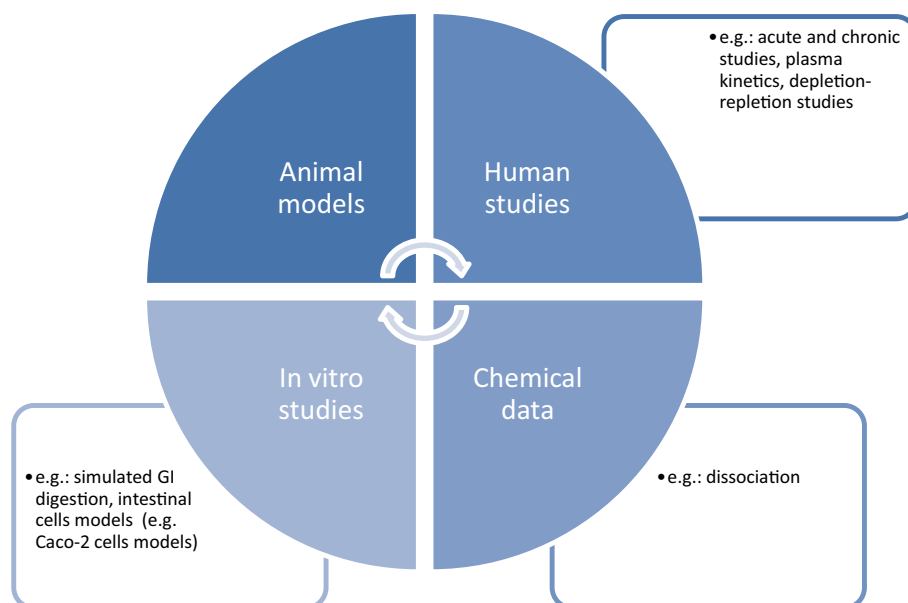 •e.g.: acute and chronic
studies, plasma
kinetics, depletion-
repletion studies
Animal
models
Human
studies
In vitro
studies
Chemical
data
•e.g.: simulated GI
digestion, intestinal
cells models (e.g.
Caco-2 cells models)
•e.g.: dissociation